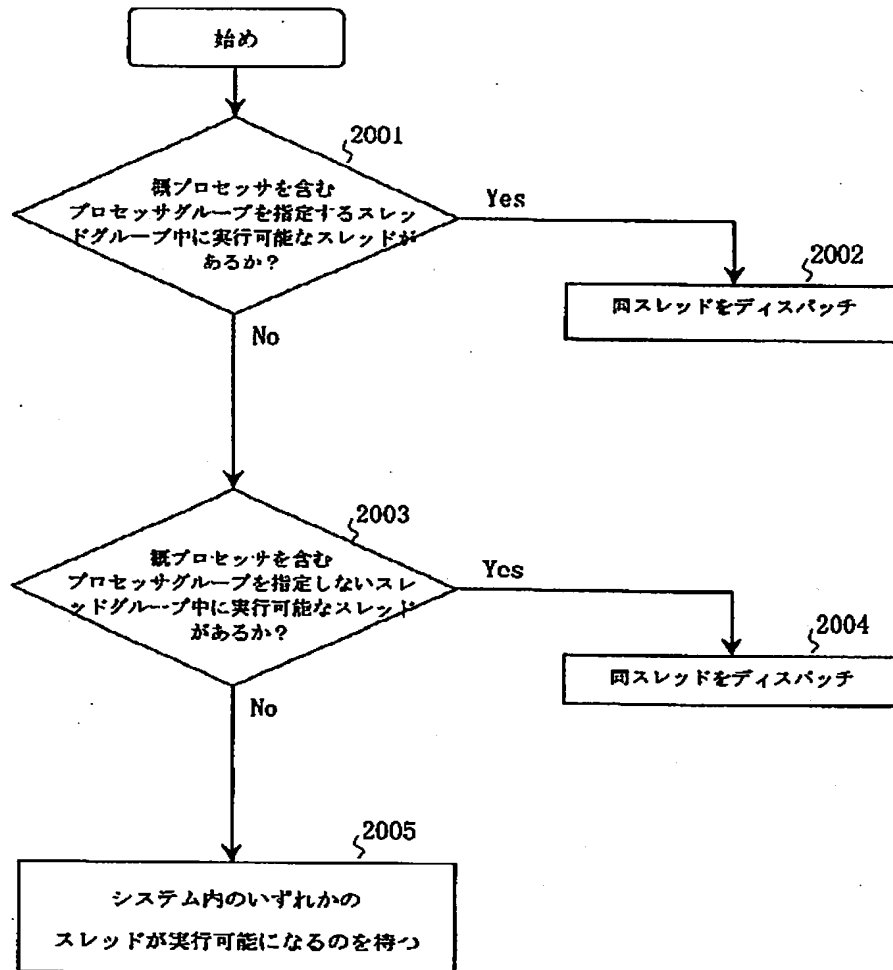 始め
2001
概プロセッサを含む
プロセッサグループを指定するスレッ
ドグループ中に実行可能なスレッドが
あるか？
Yes
2002
同スレッドをディスパッチ
No
2003
概プロセッサを含む
プロセッサグループを指定しないスレ
ッドグループ中に実行可能なスレッド
があるか？
Yes
2004
同スレッドをディスパッチ
No
2005
システム内のいずれかの
スレッドが実行可能になるのを待つ